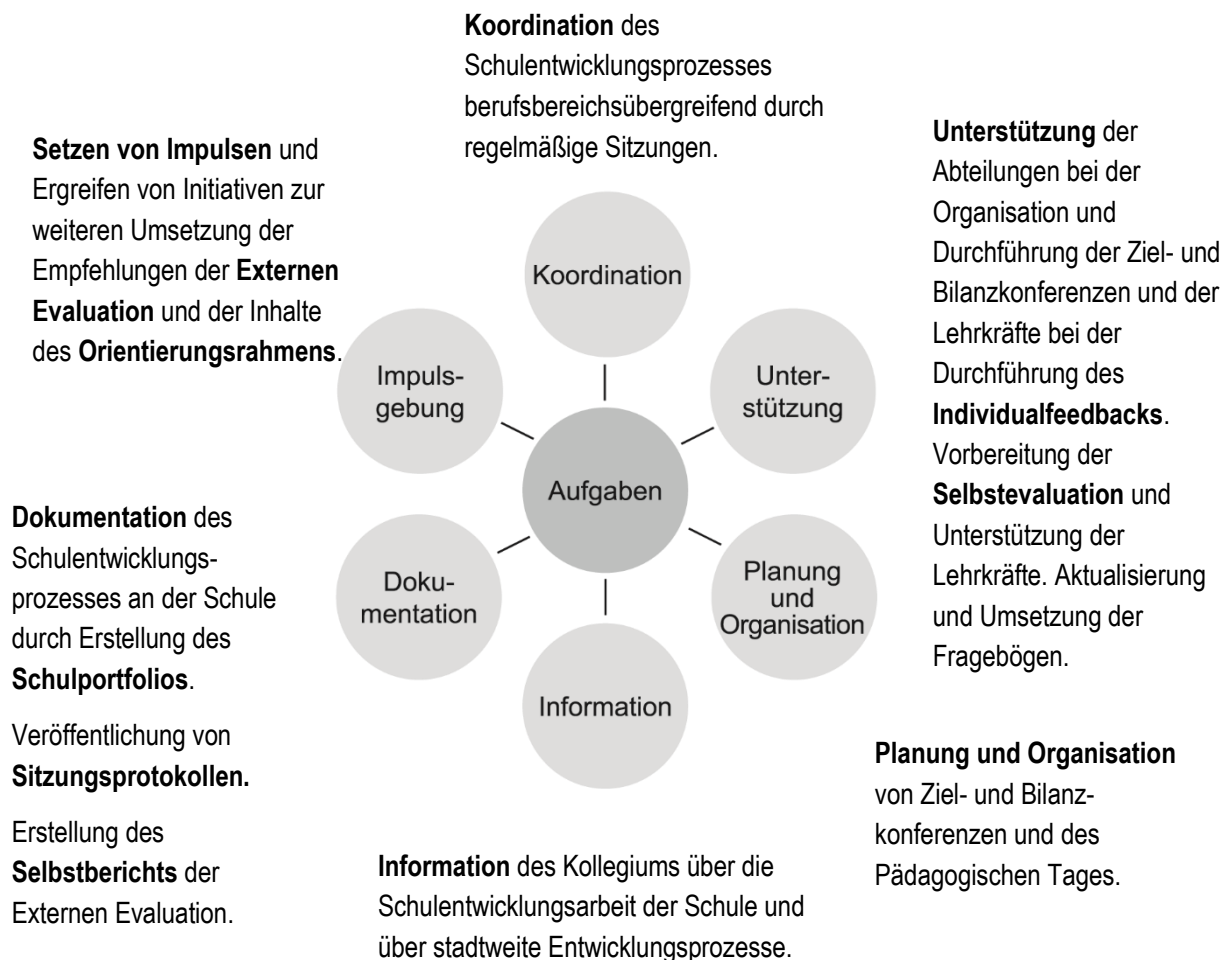 Koordination des
Schulentwicklungsprozesses
berufsbereichsübergreifend durch
regelmäßige Sitzungen.
Setzen von Impulsen und
Ergreifen von Initiativen zur
weiteren Umsetzung der
Empfehlungen der Externen
Evaluation und der Inhalte
des Orientierungsrahmens.
Unterstützung der
Abteilungen bei der
Organisation und
Durchführung der Ziel- und
Bilanzkonferenzen und der
Lehrkräfte bei der
Durchführung des
Individualfeedbacks.
Vorbereitung der
Selbstevaluation und
Unterstützung der
Lehrkräfte. Aktualisierung
und Umsetzung der
Fragebögen.
Koordination
Impuls-
gebung
Unter-
stützung
Aufgaben
Doku-
mentation
Planung
und
Organisation
Information
Dokumentation des
Schulentwicklungs-
prozesses an der Schule
durch Erstellung des
Schulportfolios.
Veröffentlichung von
Sitzungsprotokollen.
Erstellung des
Selbstberichts der
Externen Evaluation.
Information des Kollegiums über die
Schulentwicklungsarbeit der Schule und
über stadtweite Entwicklungsprozesse.
Planung und Organisation
von Ziel- und Bilanz-
konferenzen und des
Pädagogischen Tages.